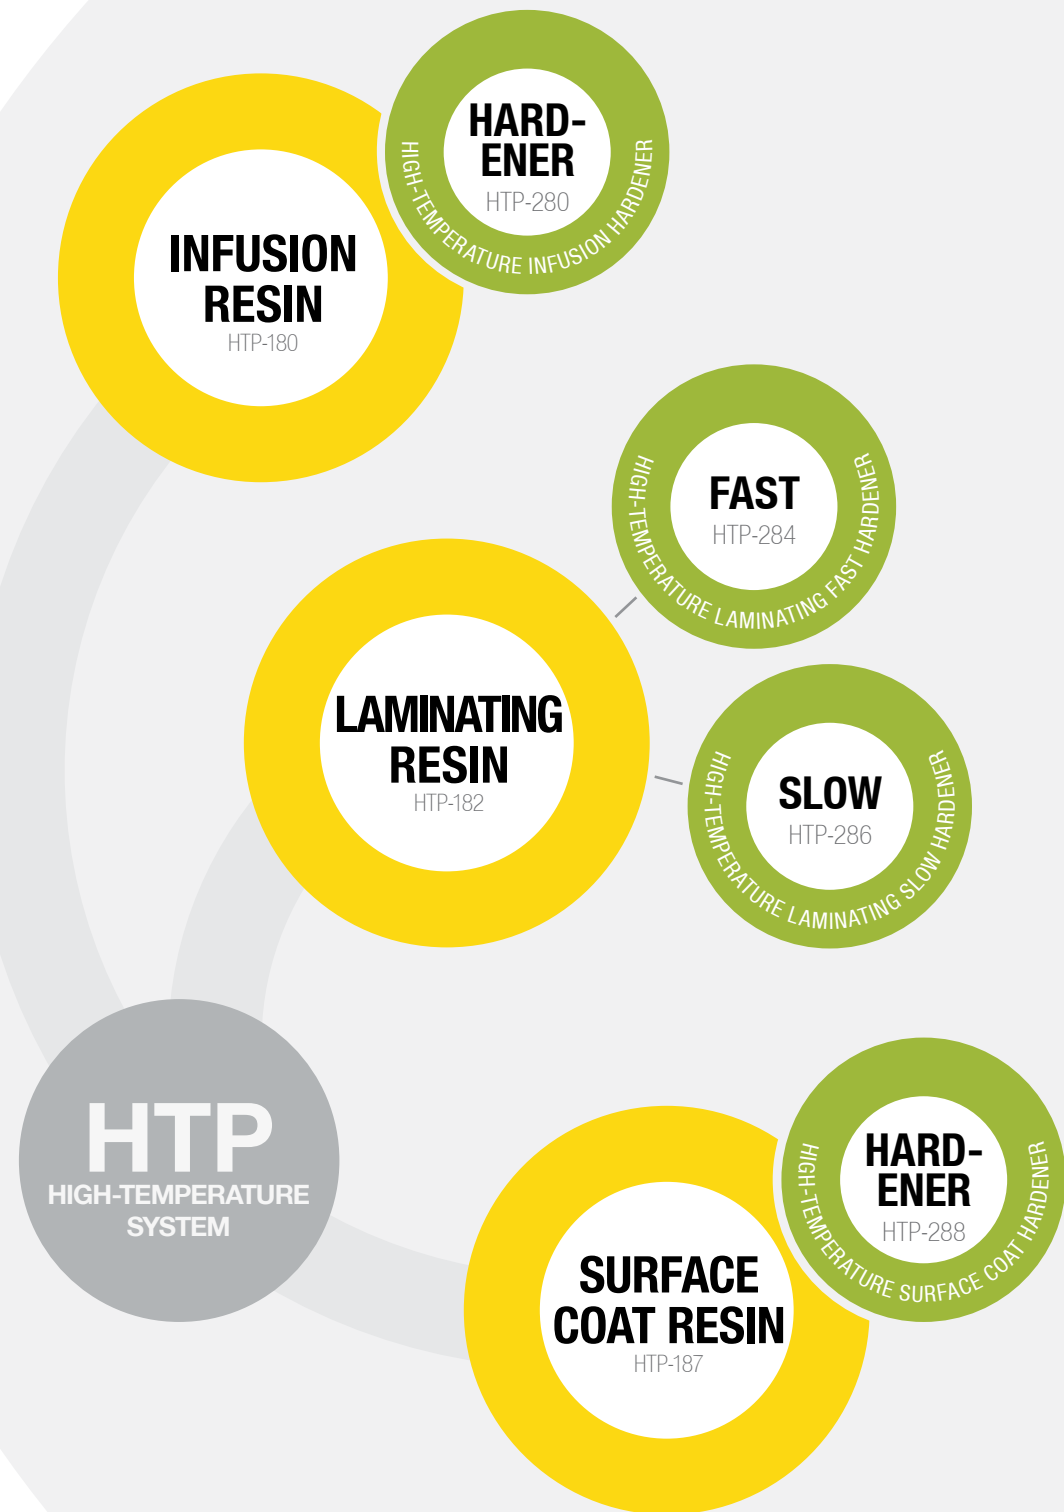 HARD-
ENER
HTP-280
HIGH-TEMPERATURE INFUSION HARDENER
INFUSION
RESIN
HTP-180
FAST
HTP-284
HIGH-TEMPERATURE LAMINATING FAST HARDENER
LAMINATING
RESIN
HTP-182
SLOW
HTP-286
HIGH-TEMPERATURE LAMINATING SLOW HARDENER
HTP
HIGH-TEMPERATURE
SYSTEM
HARD-
ENER
HTP-288
HIGH-TEMPERATURE SURFACE COAT HARDENER
SURFACE
COAT RESIN
HTP-187